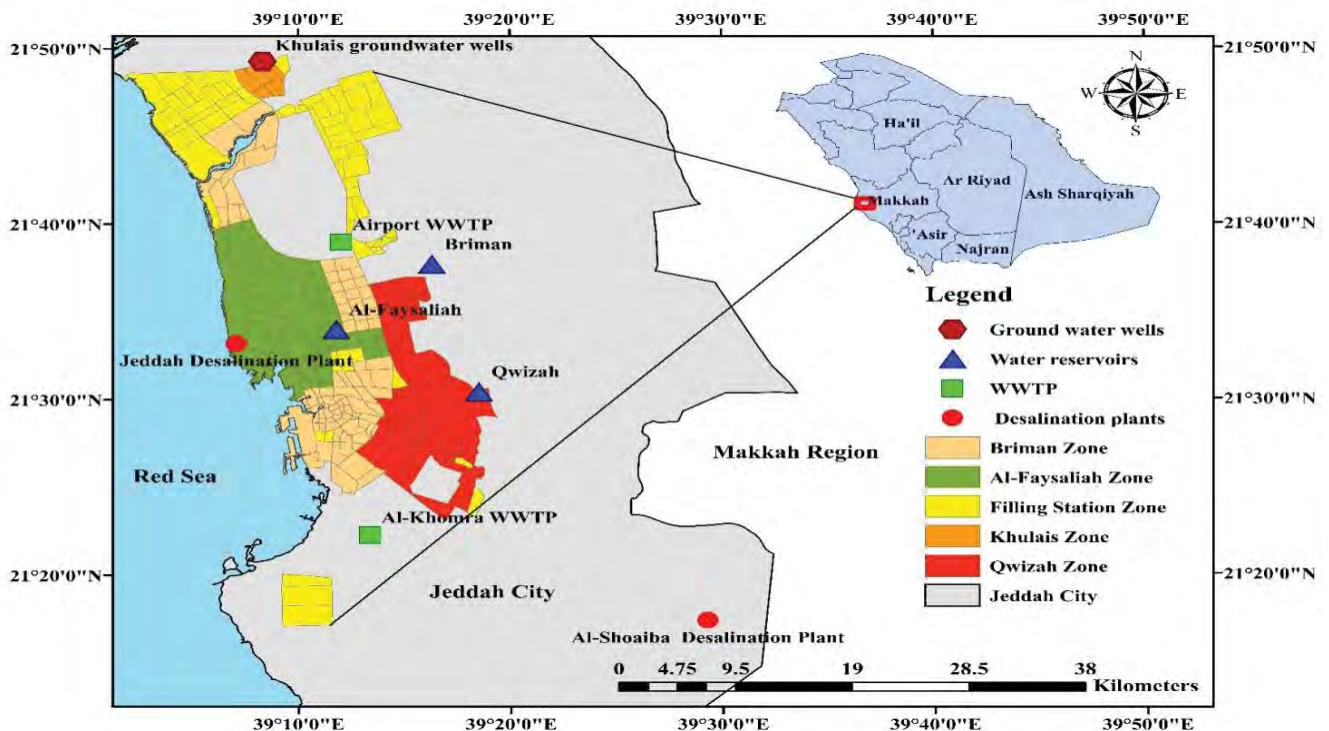 39°10'0"E 39°20'0"E 39°30'0"E 39°40'0"E 39°50'0"E
21°50'0"N
21°50'0"N
Khulais groundwater wells
N
W
E
S
Ha'il
Ar Riyad
Ash Sharqiyah
Makkah
'Asir
Najran
21°40'0"N
21°40'0"N
Airport WWTP
Briman
Al-Faysaliah
Jeddah Desalination Plant
Qwizah
21°30'0"N
21°30'0"N
Red Sea
Makkah Region
Al-Khomra WWTP
21°20'0"N
21°20'0"N
Jeddah City
Al-Shoaiba Desalination Plant
Legend
Ground water wells
Water reservoirs
WWTP
Desalination plants
Briman Zone
Al-Faysaliah Zone
Filling Station Zone
Khulais Zone
Qwizah Zone
Jeddah City
0 4.75 9.5 19 28.5 38
Kilometers
39°10'0"E 39°20'0"E 39°30'0"E 39°40'0"E 39°50'0"E